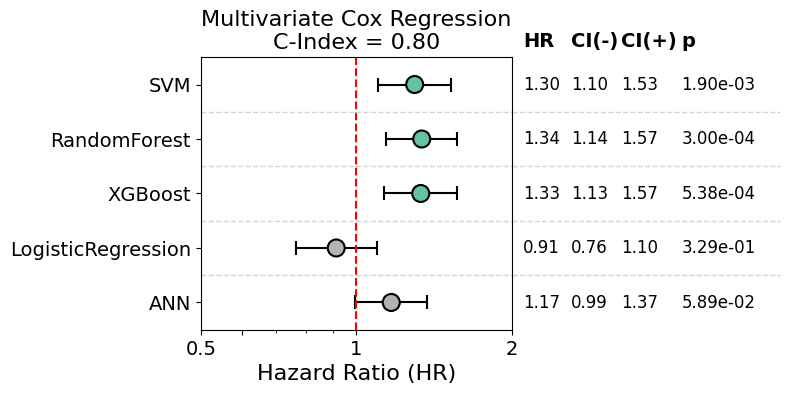 Multivariate Cox Regression
C-Index = 0.80
HR CI(-) CI(+) p
SVM 1.30 1.10 1.53 1.90e-03
RandomForest 1.34 1.14 1.57 3.00e-04
XGBoost 1.33 1.13 1.57 5.38e-04
LogisticRegression 0.91 0.76 1.10 3.29e-01
ANN 1.17 0.99 1.37 5.89e-02
0.5 1 2
Hazard Ratio (HR)